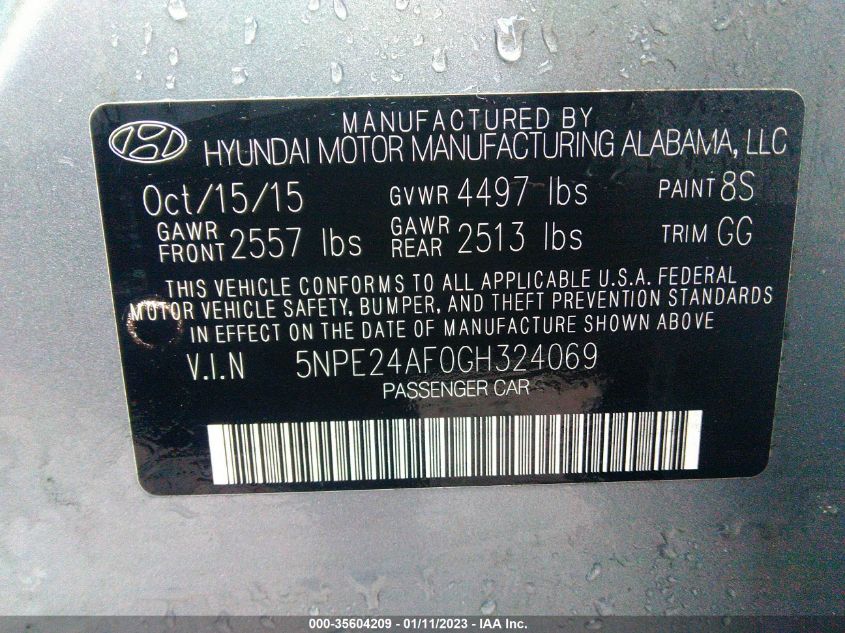 MANUFACTURED BY
HYUNDAI MOTOR MANUFACTURING ALABAMA, LLC
Oct/15/15 GVWR 4497 lbs PAINT 8S
GAWR FRONT 2557 lbs GAWR REAR 2513 lbs TRIM GG
THIS VEHICLE CONFORMS TO ALL APPLICABLE U.S.A. FEDERAL
MOTOR VEHICLE SAFETY, BUMPER, AND THEFT PREVENTION STANDARDS
IN EFFECT ON THE DATE OF MANUFACTURE SHOWN ABOVE
V.I.N 5NPE24AF0GH324069
PASSENGER CAR
000-35604209 - 01/11/2023 - IAA Inc.